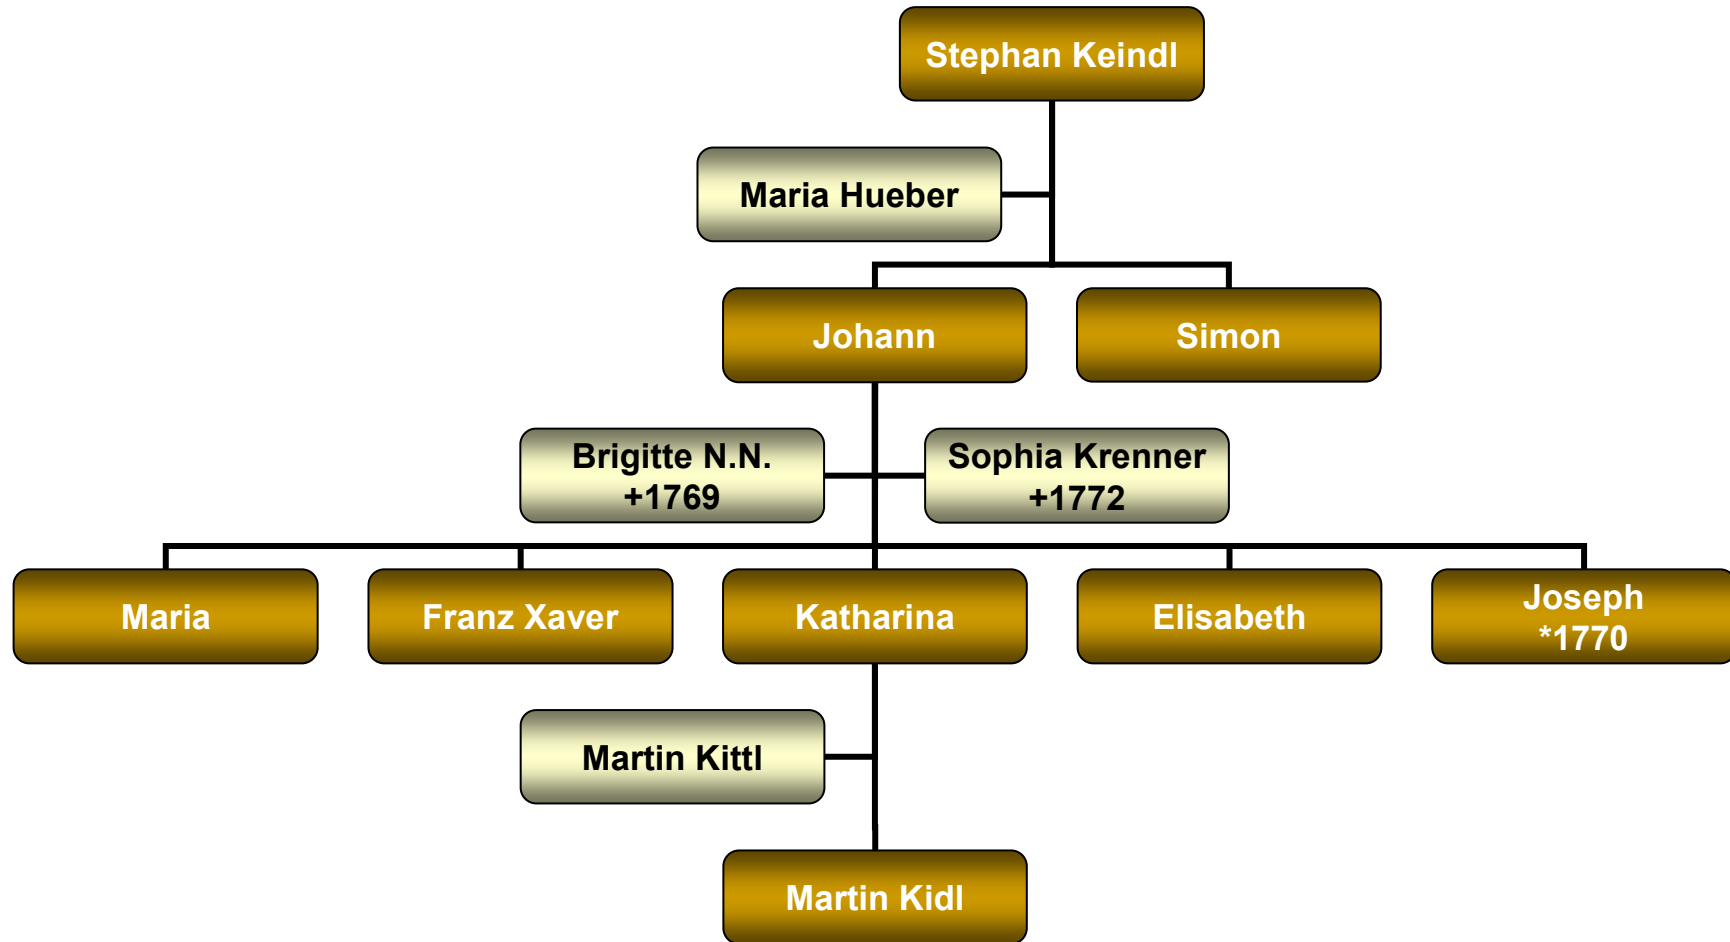 Stephan Keindl
Maria Hueber
Johann
Simon
Brigitte N.N.
+1769
Sophia Krenner
+1772
Maria
Franz Xaver
Katharina
Elisabeth
Joseph
*1770
Martin Kittl
Martin Kidl